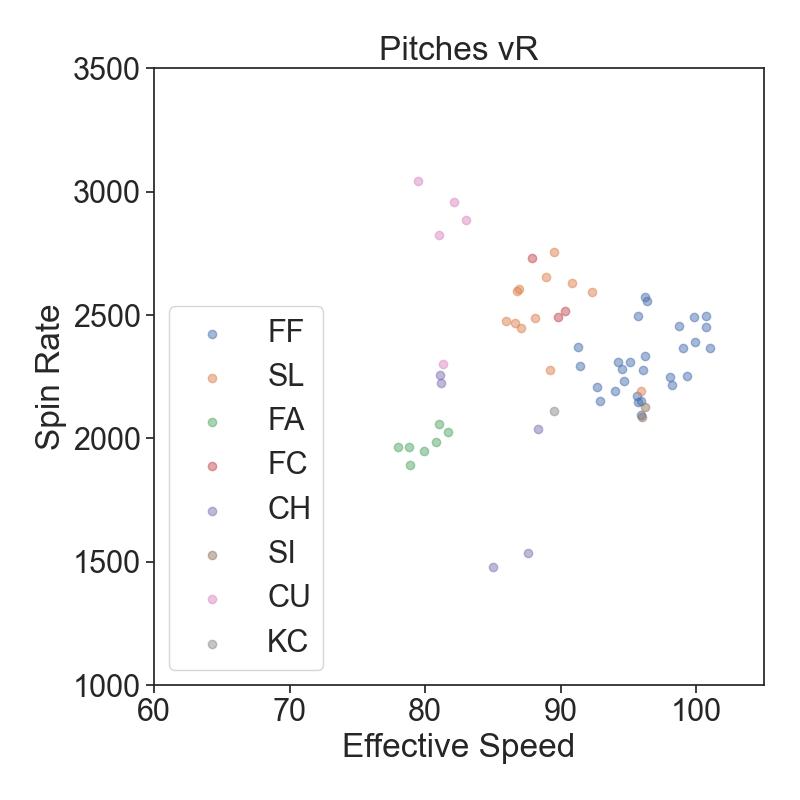 Pitches vR
3500
3000
2500
2000
1500
1000
Spin Rate
FF
SL
FA
FC
CH
SI
CU
KC
60 70 80 90 100
Effective Speed